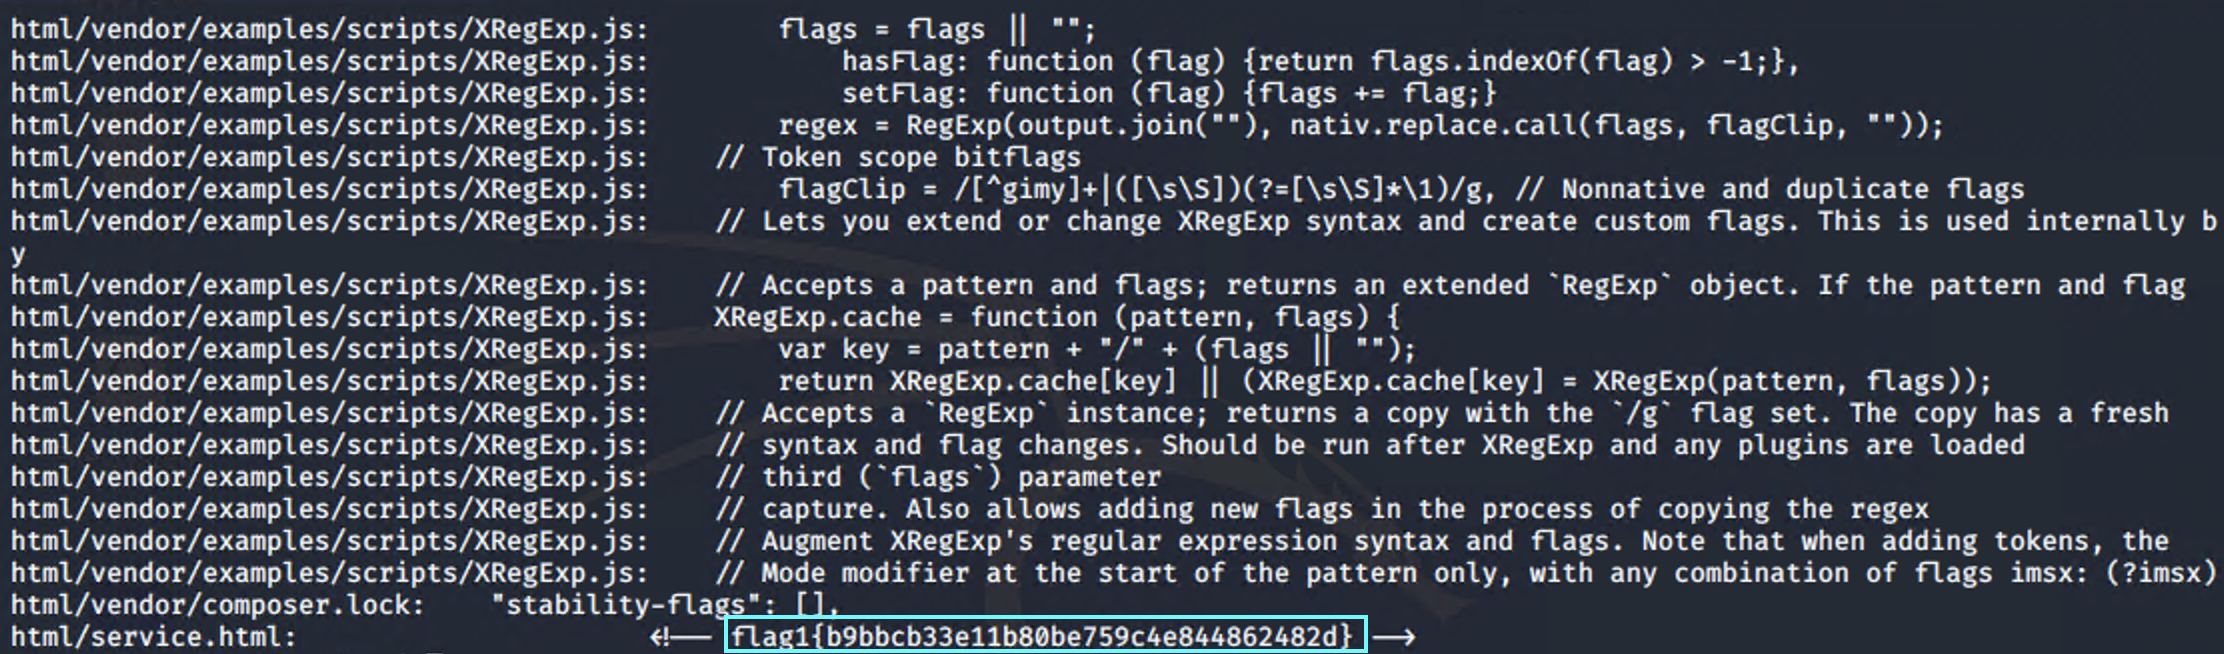 html/vendor/examples/scripts/XRegExp.js:        flags = flags || "";
html/vendor/examples/scripts/XRegExp.js:            hasFlag: function (flag) {return flags.indexOf(flag) > -1;},
html/vendor/examples/scripts/XRegExp.js:            setFlag: function (flag) {flags += flag;}
html/vendor/examples/scripts/XRegExp.js:        regex = RegExp(output.join(""), nativ.replace.call(flags, flagClip, ""));
html/vendor/examples/scripts/XRegExp.js:    // Token scope bitflags
html/vendor/examples/scripts/XRegExp.js:        flagClip = /[^gimy]+|([\s\S])(?=[\s\S]*\1)/g, // Nonnative and duplicate flags
html/vendor/examples/scripts/XRegExp.js:    // Lets you extend or change XRegExp syntax and create custom flags. This is used internally b
y
html/vendor/examples/scripts/XRegExp.js:    // Accepts a pattern and flags; returns an extended `RegExp` object. If the pattern and flag
html/vendor/examples/scripts/XRegExp.js:    XRegExp.cache = function (pattern, flags) {
html/vendor/examples/scripts/XRegExp.js:        var key = pattern + "/" + (flags || "");
html/vendor/examples/scripts/XRegExp.js:        return XRegExp.cache[key] || (XRegExp.cache[key] = XRegExp(pattern, flags));
html/vendor/examples/scripts/XRegExp.js:    // Accepts a `RegExp` instance; returns a copy with the `/g` flag set. The copy has a fresh
html/vendor/examples/scripts/XRegExp.js:    // syntax and flag changes. Should be run after XRegExp and any plugins are loaded
html/vendor/examples/scripts/XRegExp.js:    // third (`flags`) parameter
html/vendor/examples/scripts/XRegExp.js:    // capture. Also allows adding new flags in the process of copying the regex
html/vendor/examples/scripts/XRegExp.js:    // Augment XRegExp's regular expression syntax and flags. Note that when adding tokens, the
html/vendor/examples/scripts/XRegExp.js:    // Mode modifier at the start of the pattern only, with any combination of flags imsx: (?imsx)
html/vendor/composer.lock:    "stability-flags": [],
html/service.html:                      <!-- flag1{b9bbcb33e11b80be759c4e844862482d} -->